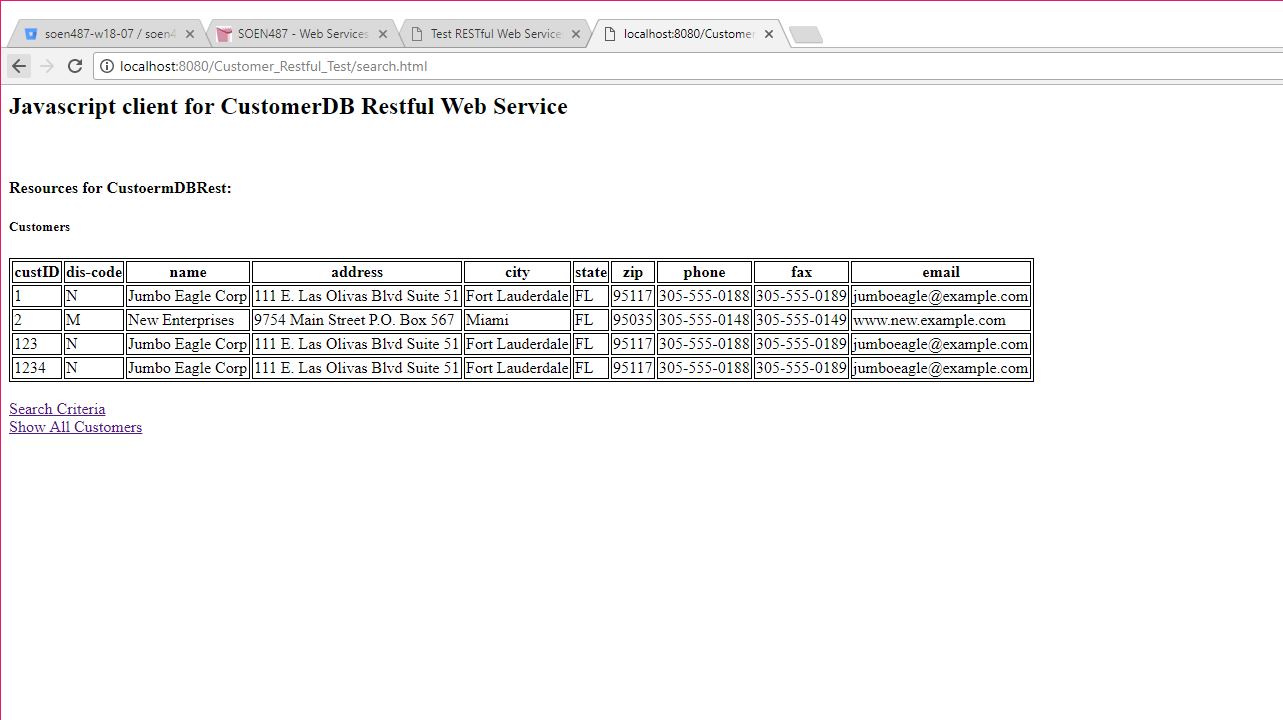 soen487-w18-07 / soen4
SOEN487 - Web Services
Test RESTful Web Service
localhost:8080/Customer
localhost:8080/Customer_Restful_Test/search.html
Javascript client for CustomerDB Restful Web Service
Resources for CustoermDBRest:
Customers
custID dis-code name address city state zip phone fax email
1 N Jumbo Eagle Corp 111 E. Las Olivas Blvd Suite 51 Fort Lauderdale FL 95117 305-555-0188 305-555-0189 jumboeagle@example.com
2 M New Enterprises 9754 Main Street P.O. Box 567 Miami FL 95035 305-555-0148 305-555-0149 www.new.example.com
123 N Jumbo Eagle Corp 111 E. Las Olivas Blvd Suite 51 Fort Lauderdale FL 95117 305-555-0188 305-555-0189 jumboeagle@example.com
1234 N Jumbo Eagle Corp 111 E. Las Olivas Blvd Suite 51 Fort Lauderdale FL 95117 305-555-0188 305-555-0189 jumboeagle@example.com
Search Criteria
Show All Customers